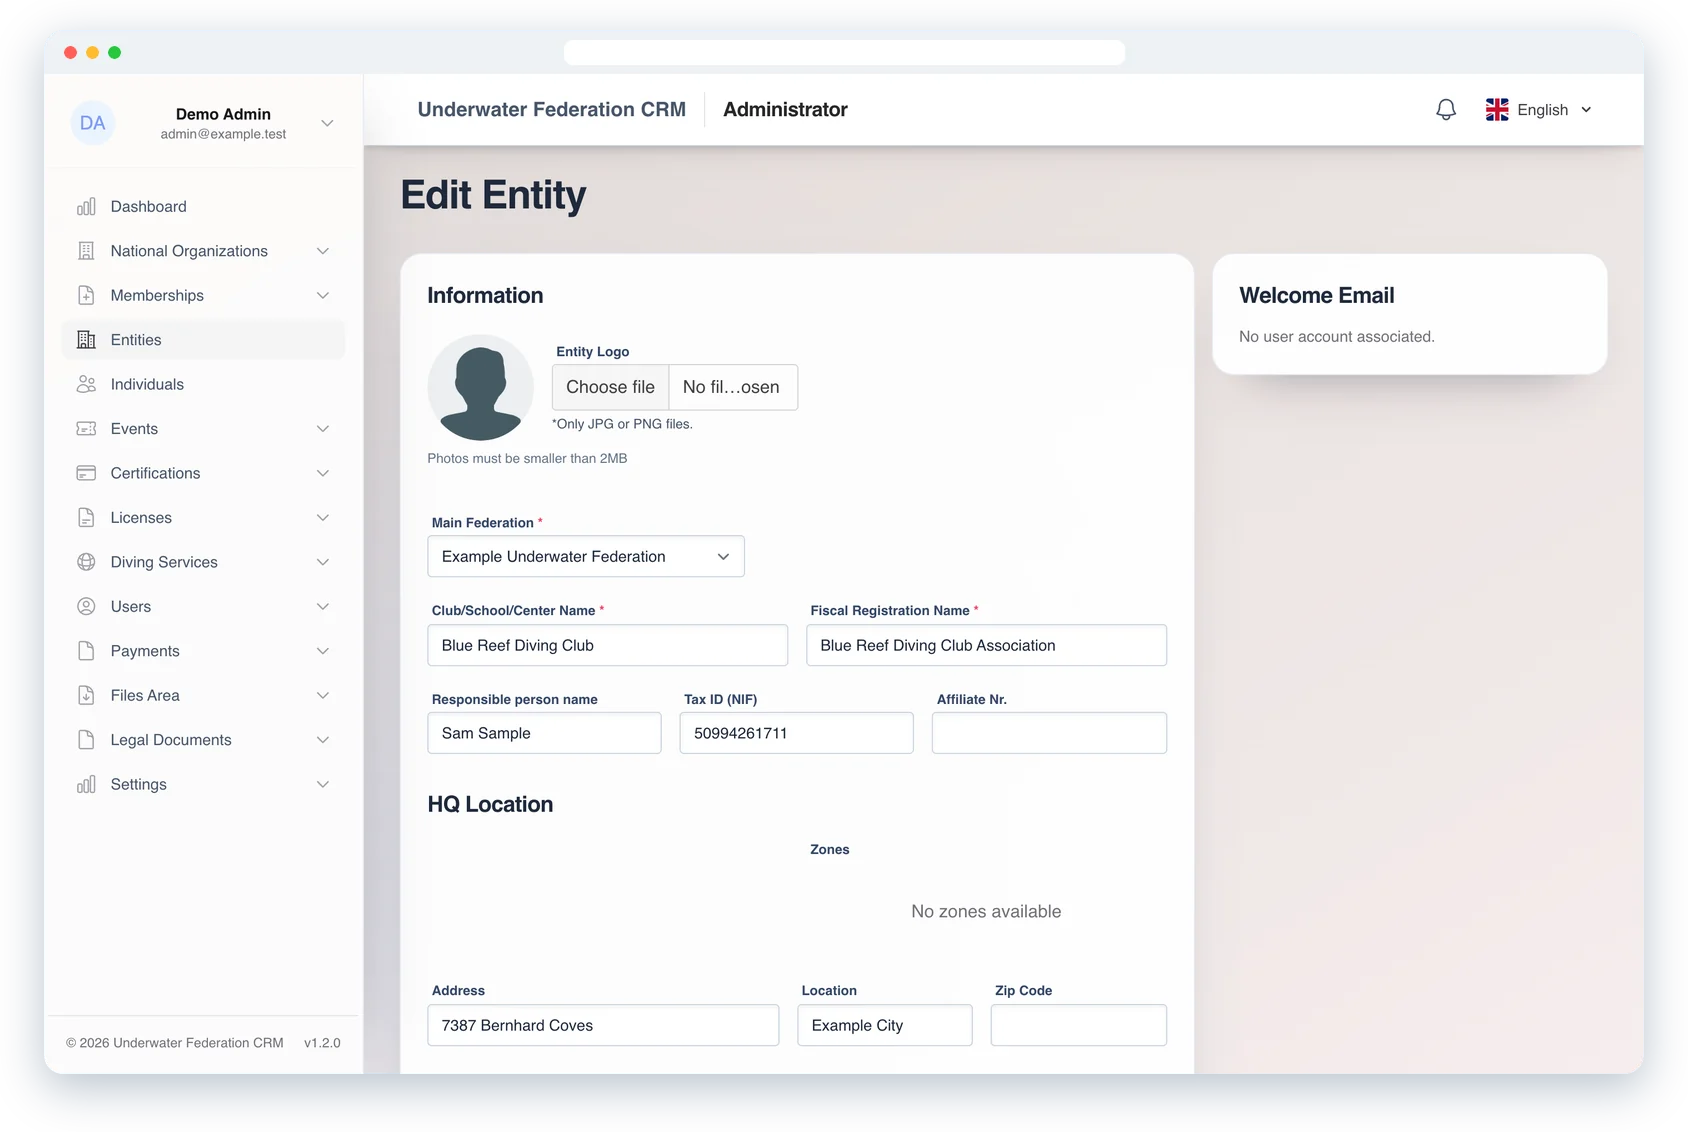 DA
Demo Admin
admin@example.test
Dashboard
National Organizations
Memberships
Entities
Individuals
Events
Certifications
Licenses
Diving Services
Users
Payments
Files Area
Legal Documents
Settings
© 2026 Underwater Federation CRM v1.2.0
Underwater Federation CRM Administrator
English
Edit Entity
Information
Entity Logo
Choose file No fil…osen
*Only JPG or PNG files.
Photos must be smaller than 2MB
Main Federation *
Example Underwater Federation
Club/School/Center Name * Fiscal Registration Name *
Blue Reef Diving Club Blue Reef Diving Club Association
Responsible person name Tax ID (NIF) Affiliate Nr.
Sam Sample 50994261711
HQ Location
Zones
No zones available
Address Location Zip Code
7387 Bernhard Coves Example City
Welcome Email
No user account associated.